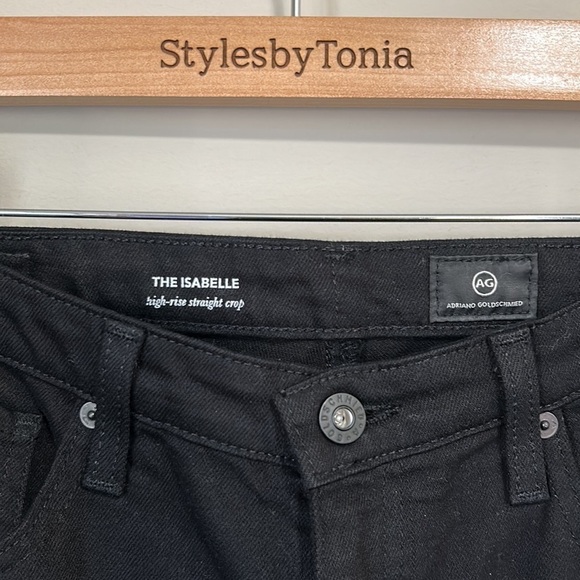 StylesbyTonia
THE ISABELLE
high-rise straight crop
AG
ADRIANO GOLDSCHMIED
GOLDSCHMIED